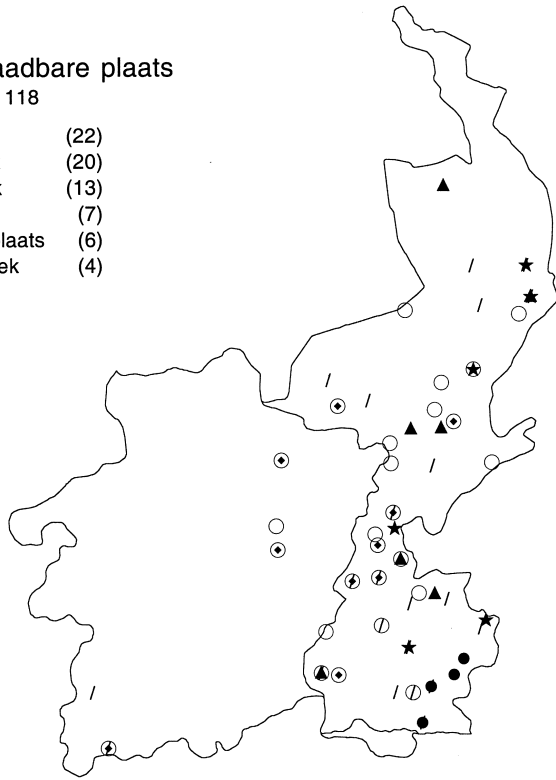 aadbare plaats
118
(22)
(20)
k (13)
(7)
laats (6)
ek (4)